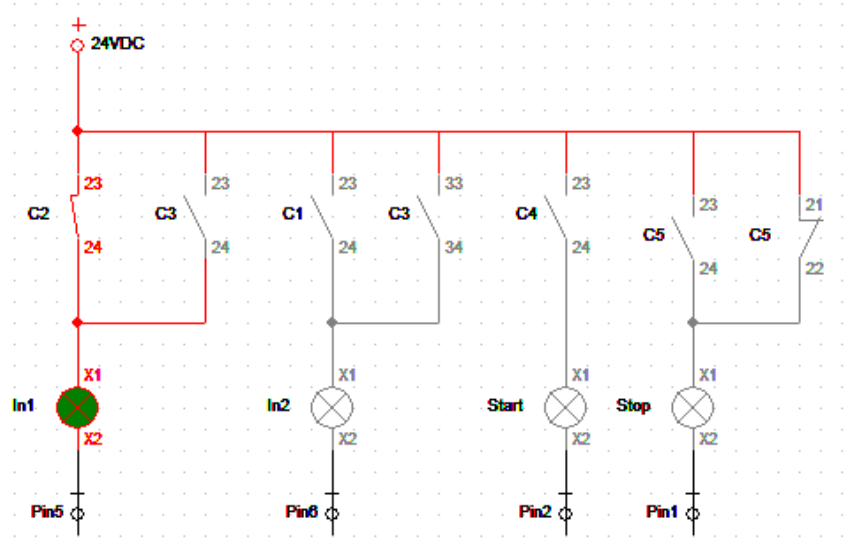 +
24VDC
23 23 23 33 23 21
C2 C3 C1 C3 C4 23 C5 C5
24 24 24 34 24 24 22
X1 X1 X1 X1
In1 In2 Start Stop
X2 X2 X2 X2
Pin5 Pin6 Pin2 Pin1